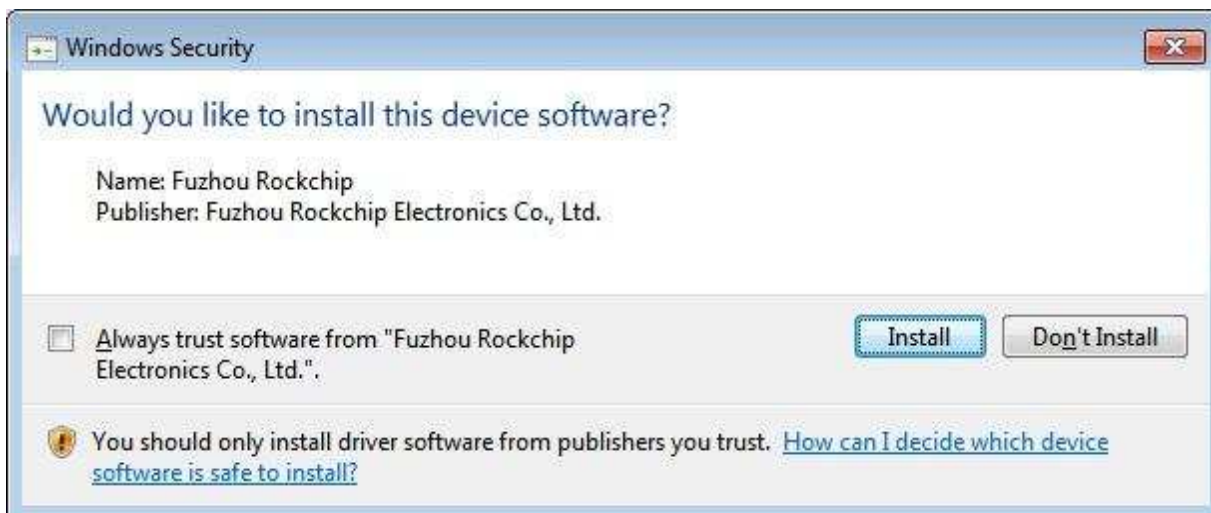 Windows Security
Would you like to install this device software?
Name: Fuzhou Rockchip
Publisher: Fuzhou Rockchip Electronics Co., Ltd.
Always trust software from "Fuzhou Rockchip
Electronics Co., Ltd.".
Install
Don't Install
You should only install driver software from publishers you trust. How can I decide which device
software is safe to install?